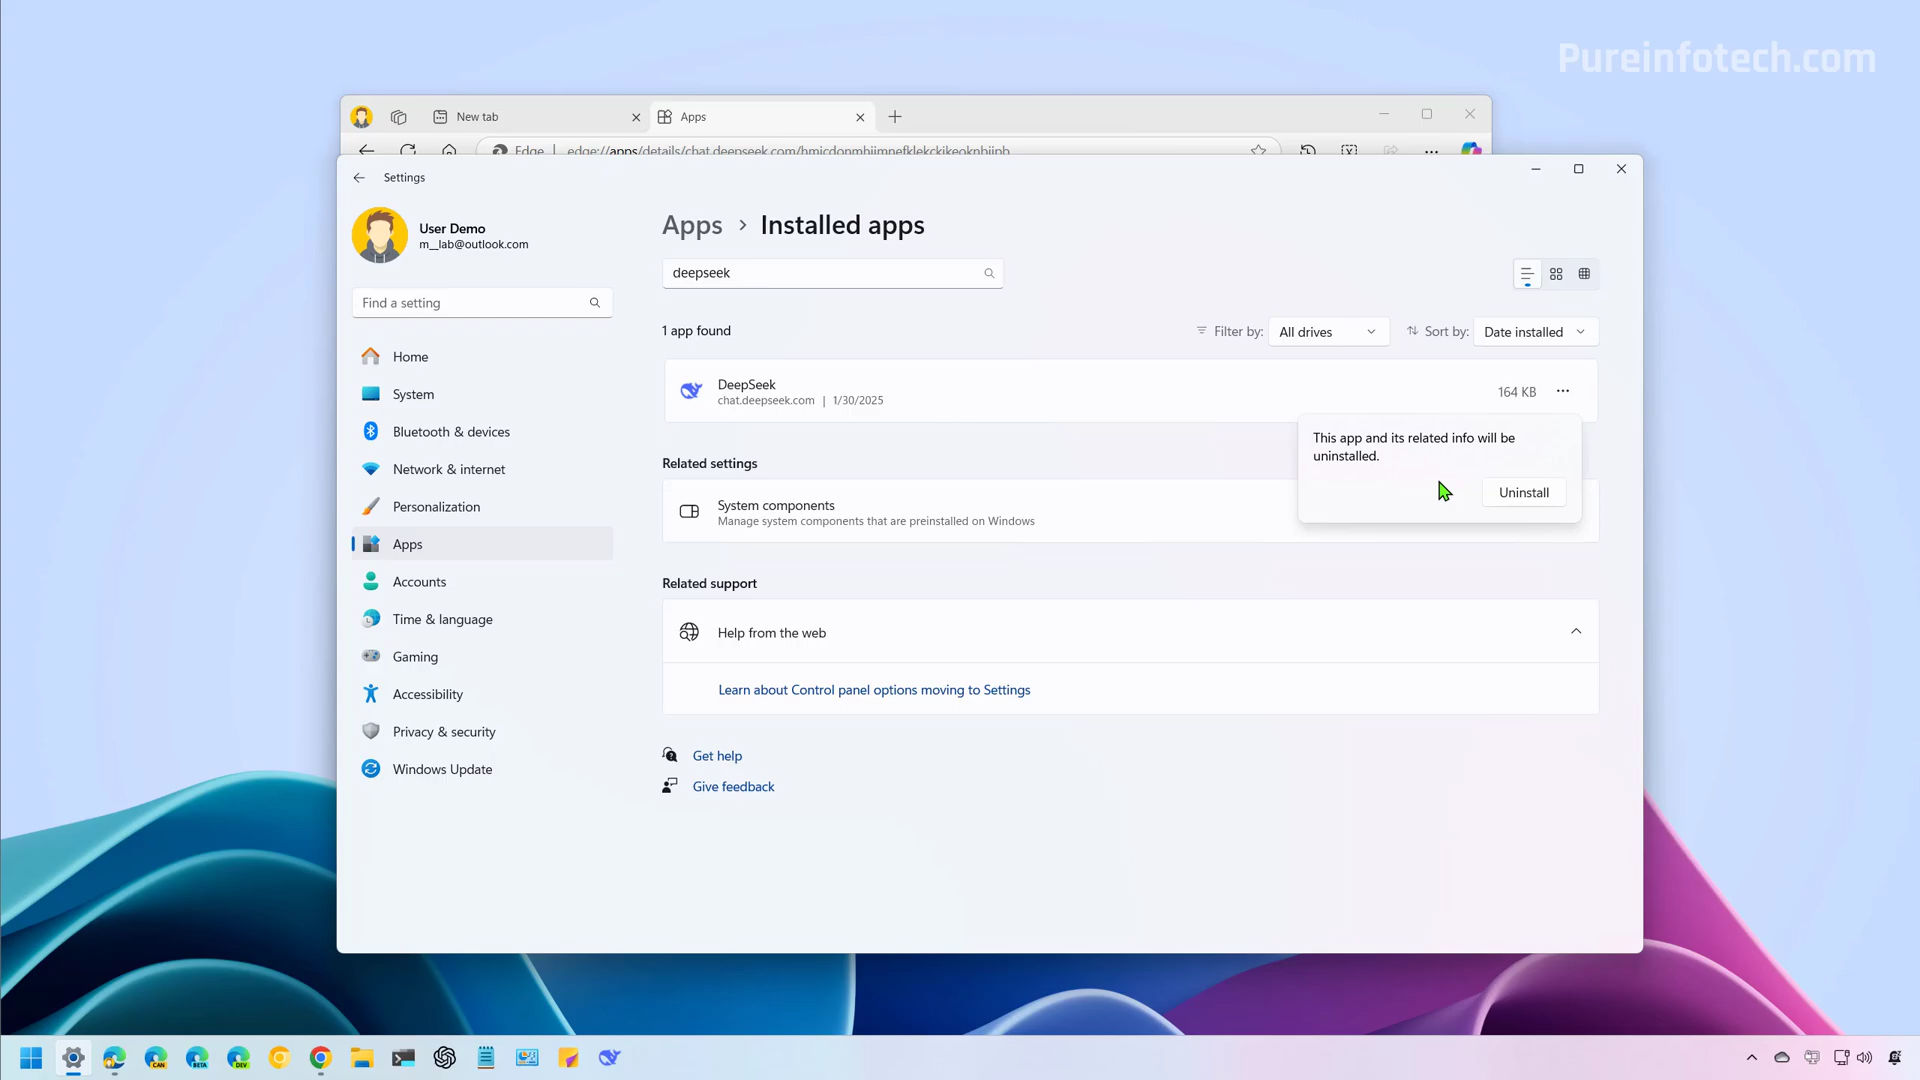 Pureinfotech.com
New tab
Apps
Edge
edge://apps/details/chat.deepseek.com/
Settings
User Demo
m__lab@outlook.com
Find a setting
Home
System
Bluetooth & devices
Network & internet
Personalization
Apps
Accounts
Time & language
Gaming
Accessibility
Privacy & security
Windows Update
Apps > Installed apps
deepseek
1 app found
Filter by: All drives
Sort by: Date installed
DeepSeek
chat.deepseek.com | 1/30/2025
164 KB
This app and its related info will be
uninstalled.
Uninstall
Related settings
System components
Manage system components that are preinstalled on Windows
Related support
Help from the web
Learn about Control panel options moving to Settings
Get help
Give feedback
CAN
BETA
DEV